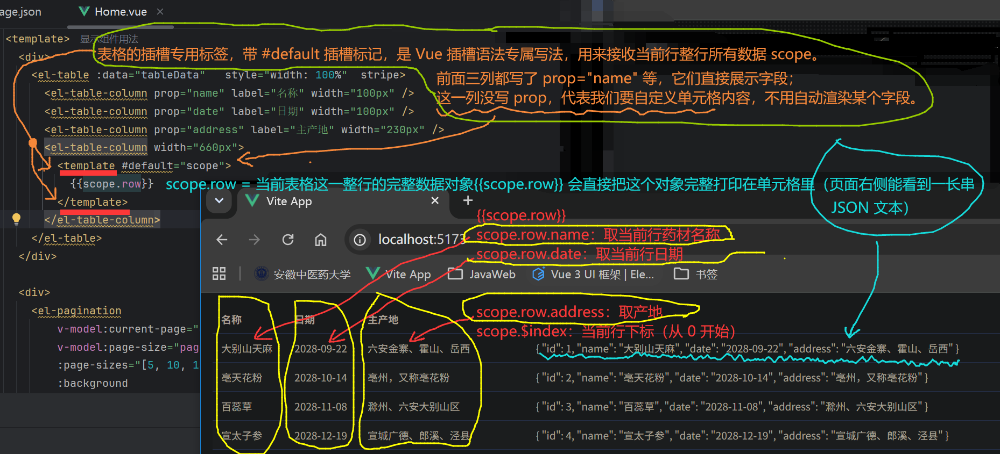 age.json
Home.vue ×
<template> 显示组件用法
<div>
表格的插槽专用标签，带 #default 插槽标记，是 Vue 插槽语法专属写法，用来接收当前行整行所有数据 scope。
<el-table :data="tableData" style="width: 100%" stripe>
前面三列都写了 prop="name" 等，它们直接展示字段；
<el-table-column prop="name" label="名称" width="100px" />
这一列没写 prop，代表我们要自定义单元格内容，不用自动渲染某个字段。
<el-table-column prop="date" label="日期" width="100px" />
<el-table-column prop="address" label="主产地" width="230px" />
<el-table-column width="660px">
<template #default="scope">
{{scope.row}}
scope.row = 当前表格这一整行的完整数据对象{{scope.row}} 会直接把这个对象完整打印在单元格里（页面右侧能看到一长串
JSON 文本）
</template>
</el-table-column>
</el-table>
</div>
<div>
<el-pagination
v-model:current-page="
v-model:page-size="pag
:page-sizes="[5, 10, 1
:background
Vite App × +
{{scope.row}}
localhost:5173
scope.row.name：取当前行药材名称
scope.row.date：取当前行日期
安徽中医药大学 Vite App JavaWeb Vue 3 UI 框架 | Ele... 书签
scope.row.address：取产地
scope.$index：当前行下标（从 0 开始）
名称 日期 主产地
大别山天麻 2028-09-22 六安金寨、霍山、岳西 { "id": 1, "name": "大别山天麻", "date": "2028-09-22", "address": "六安金寨、霍山、岳西" }
亳天花粉 2028-10-14 亳州，又称亳花粉 { "id": 2, "name": "亳天花粉", "date": "2028-10-14", "address": "亳州，又称亳花粉" }
百蕊草 2028-11-08 滁州、六安大别山区 { "id": 3, "name": "百蕊草", "date": "2028-11-08", "address": "滁州、六安大别山区" }
宣太子参 2028-12-19 宣城广德、郎溪、泾县 { "id": 4, "name": "宣太子参", "date": "2028-12-19", "address": "宣城广德、郎溪、泾县" }